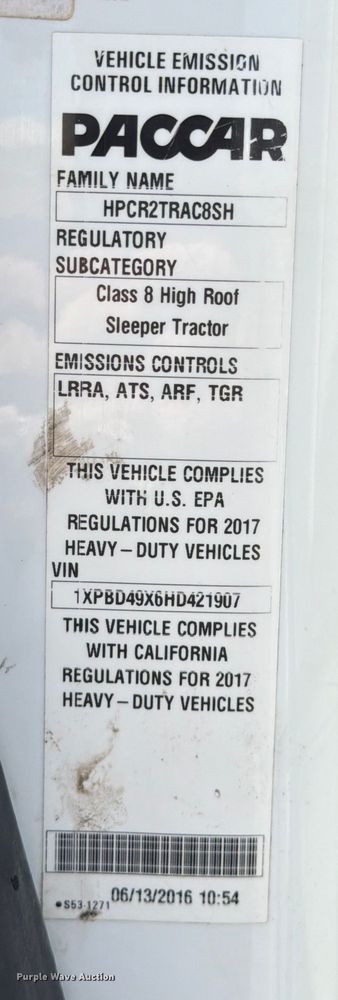 VEHICLE EMISSION
CONTROL INFORMATION
PACCAR
FAMILY NAME
HPCR2TRAC8SH
REGULATORY
SUBCATEGORY
Class 8 High Roof
Sleeper Tractor
EMISSIONS CONTROLS
LRRA, ATS, ARF, TGR
THIS VEHICLE COMPLIES
WITH U.S. EPA
REGULATIONS FOR 2017
HEAVY-DUTY VEHICLES
VIN
1XPBD49X6HD421907
THIS VEHICLE COMPLIES
WITH CALIFORNIA
REGULATIONS FOR 2017
HEAVY-DUTY VEHICLES
•S53-1271 06/13/2016 10:54
Purple Wave Auction